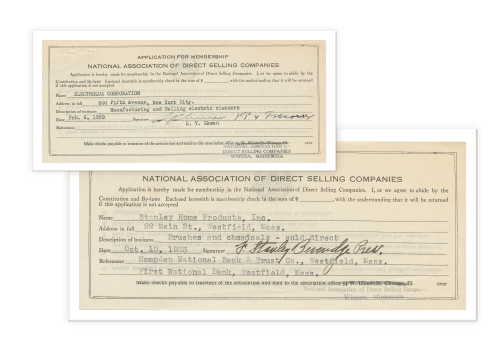 APPLICATION FOR MEMBERSHIP
NATIONAL ASSOCIATION OF DIRECT SELLING COMPANIES
Application is hereby made for membership in the National Association of Direct Selling Companies. I, or we agree to abide by the
Constitution and By-laws Enclosed herewith is membership check in the sum of $ , with the understanding that it will be returned
if this application is not accepted
Name ELECTROLUX CORPORATION
Address in full 500 Fifth Avenue, New York City.
Description of business Manufacturing and Selling electric cleaners
Date Feb. 6, 1939 Signature V.P. &
Reference
Make checks payable to treasurer of the association and mail to the association office over
NATIONAL ASSOCIATION OF
DIRECT SELLING COMPANIES
WINONA, MINNESOTA
NATIONAL ASSOCIATION OF DIRECT SELLING COMPANIES
Application is hereby made for membership in the National Association of Direct Selling Companies. I, or we agree to abide by the
Constitution and By-laws Enclosed herewith is membership check in the sum of $ , with the understanding that it will be returned
if this application is not accepted
Name Stanley Home Products, Inc.
Address in full 22 Main St., Westfield, Mass.
Description of business Brushes and chemicals - sold direct
Date Oct. 10, 1933 Signature F. Stanley Beveridge Pres.
References Hampden National Bank & Trust Co., Westfield, Mass.
First National Bank, Westfield, Mass.
Make checks payable to treasurer of the association and mail to the association office Chicago, Ill. over
National Association of Direct Selling Comps.
Winona, Minnesota